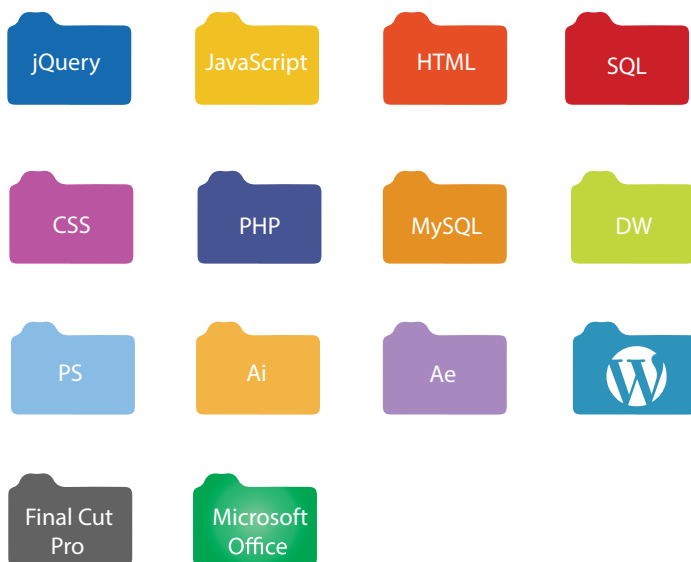 jQuery
JavaScript
HTML
SQL
CSS
PHP
MySQL
DW
PS
Ai
Ae
W
Final Cut
Pro
Microsoft
Office